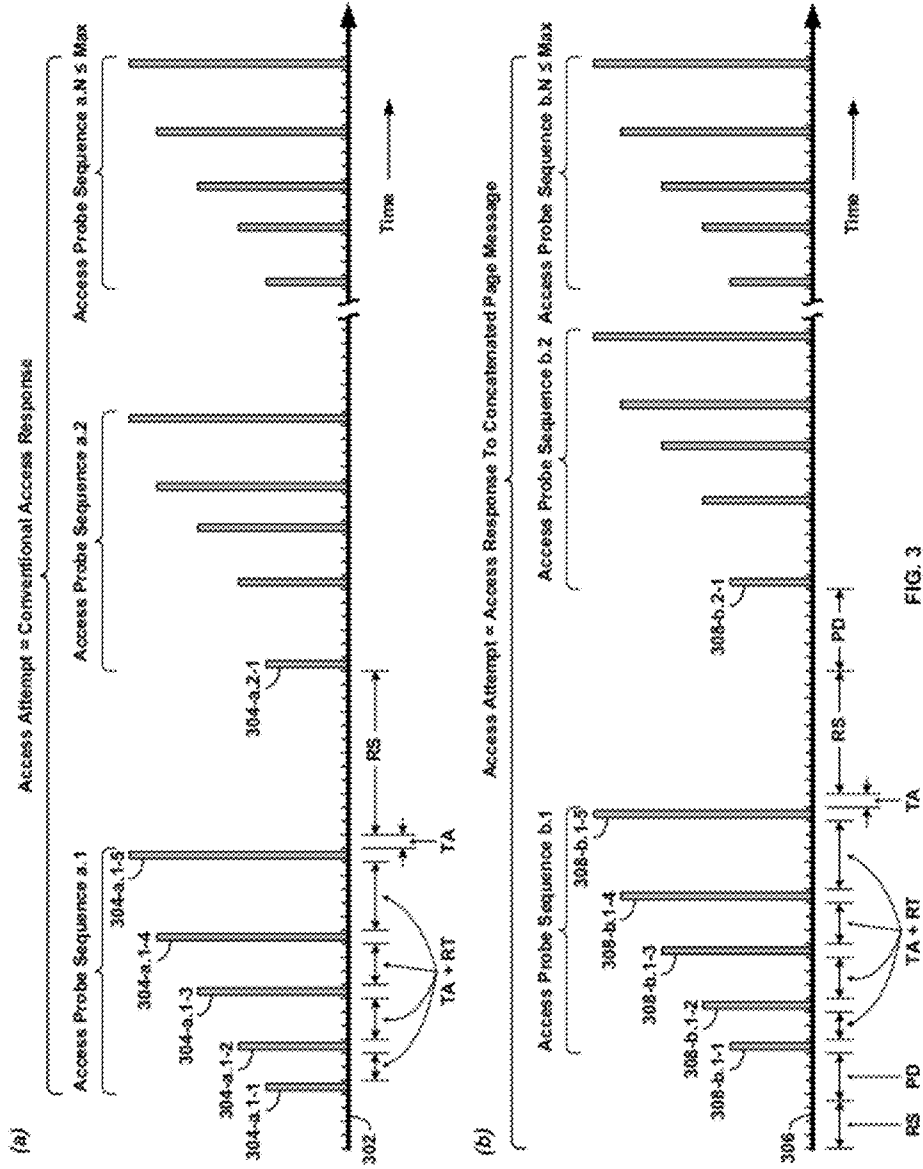 (a)
Access Attempt = Conventional Access Response
Access Probe Sequence a.1
Access Probe Sequence a.2
Access Probe Sequence a.N ≤ Max
304-a.1-1
304-a.1-2
304-a.1-3
304-a.1-4
304-a.1-5
304-a.2-1
302
TA + RT
TA
RS
Time
(b)
Access Attempt = Access Response To Concatenated Page Message
Access Probe Sequence b.1
Access Probe Sequence b.2
Access Probe Sequence b.N ≤ Max
308-b.1-1
308-b.1-2
308-b.1-3
308-b.1-4
308-b.1-5
308-b.2-1
306
RS
PD
TA + RT
TA
RS
PD
Time
FIG. 3